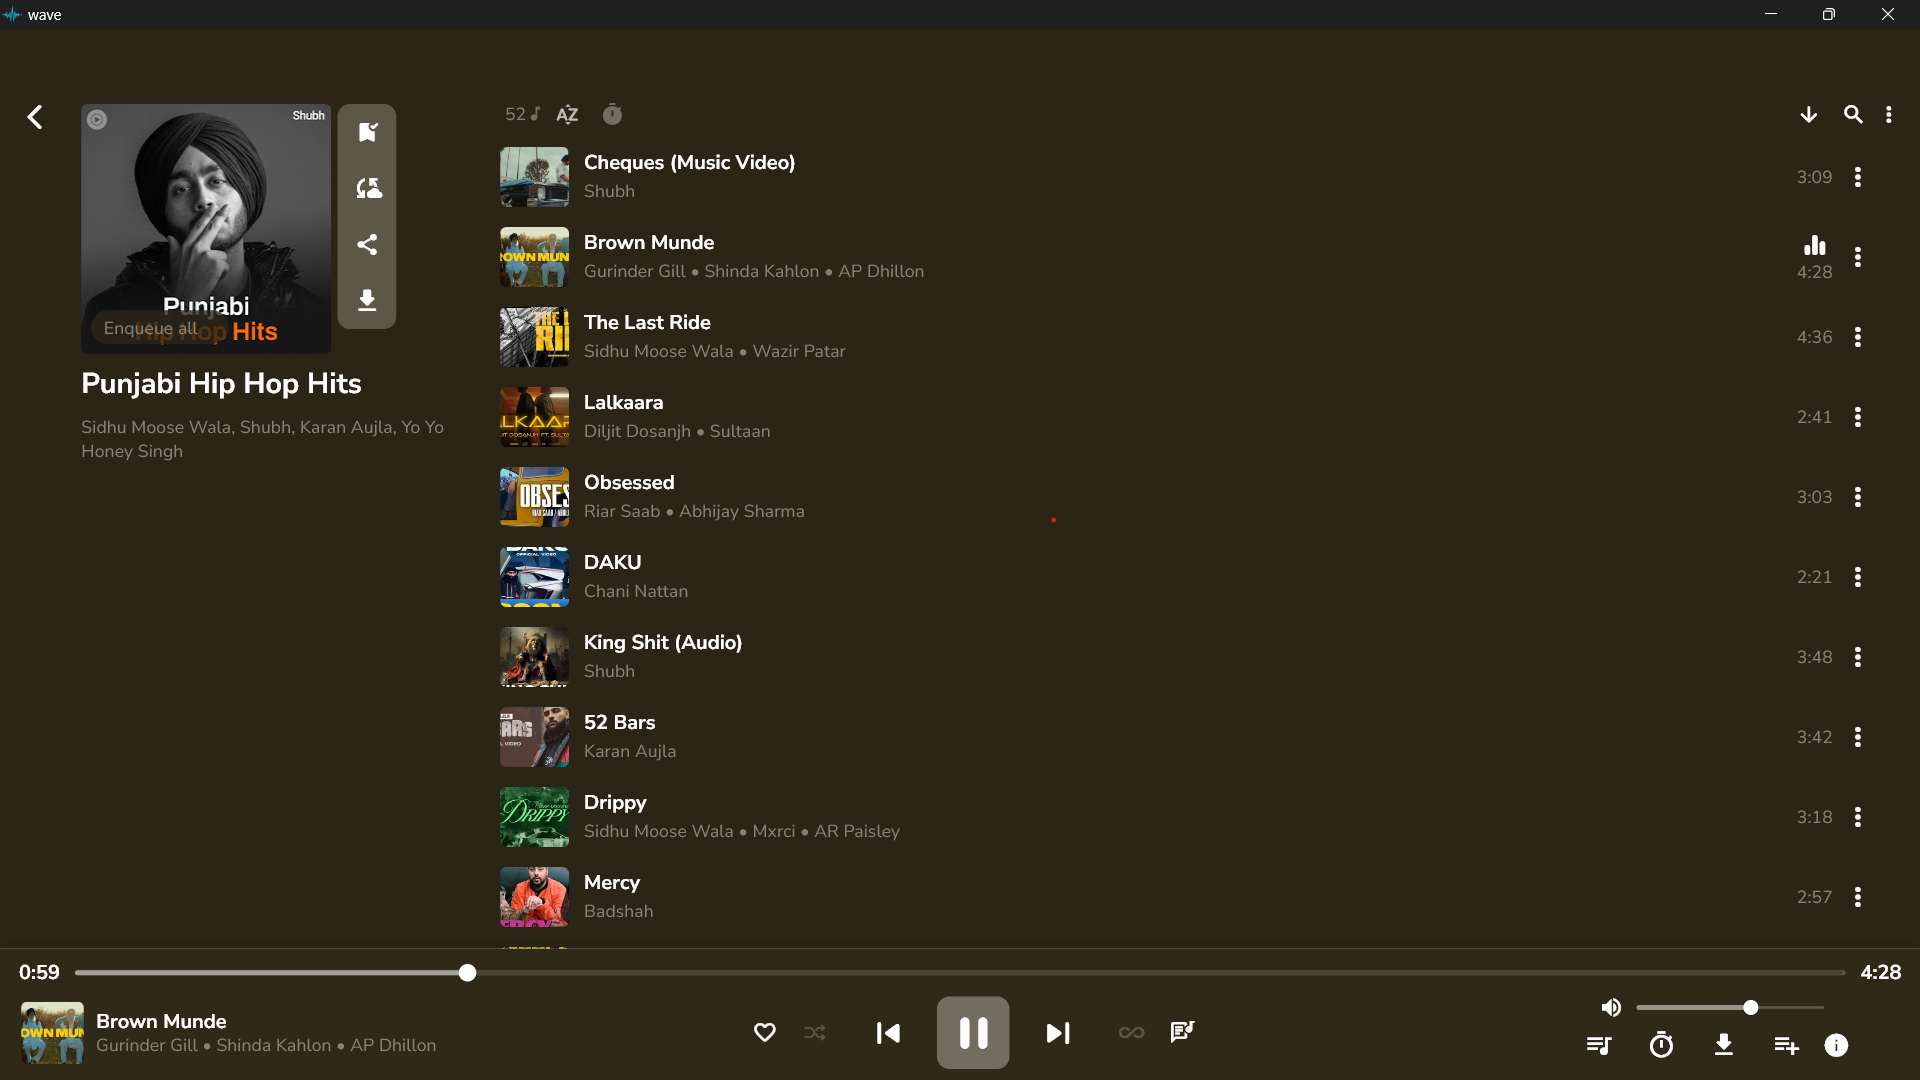 wave
Shubh
Punjabi
Hip Hop Hits
Enqueue all
Punjabi Hip Hop Hits
Sidhu Moose Wala, Shubh, Karan Aujla, Yo Yo
Honey Singh
52
AZ
Cheques (Music Video)
Shubh
3:09
Brown Munde
Gurinder Gill • Shinda Kahlon • AP Dhillon
4:28
The Last Ride
Sidhu Moose Wala • Wazir Patar
4:36
Lalkaara
Diljit Dosanjh • Sultaan
2:41
Obsessed
Riar Saab • Abhijay Sharma
3:03
DAKU
Chani Nattan
2:21
King Shit (Audio)
Shubh
3:48
52 Bars
Karan Aujla
3:42
DRIPPY
Drippy
Sidhu Moose Wala • Mxrci • AR Paisley
3:18
Mercy
Badshah
2:57
0:59
4:28
Brown Munde
Gurinder Gill • Shinda Kahlon • AP Dhillon